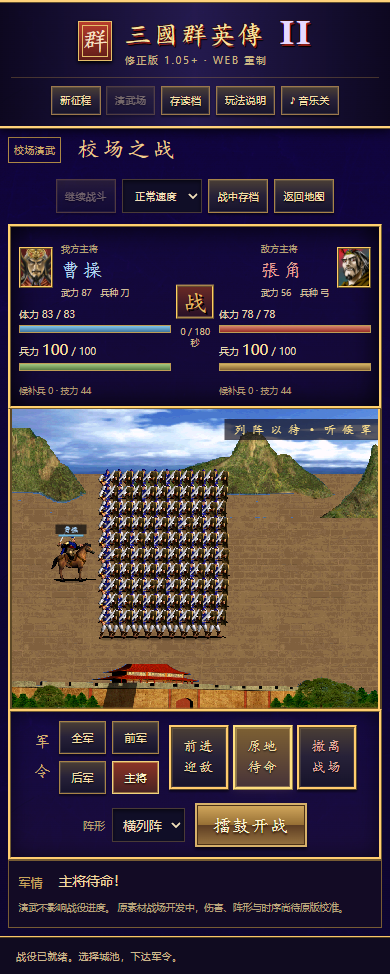 群 三國群英傳 II
修正版 1.05+ · WEB 重制
新征程 演武场 存读档 玩法说明 ♪ 音乐关
校场演武 校场之战
继续战斗 正常速度 战中存档 返回地图
我方主将 敌方主将
曹操 張角
武力 87 兵种 刀 武力 56 兵种 弓
战
体力 83 / 83 体力 78 / 78
0 / 180 秒
兵力 100 / 100 兵力 100 / 100
候补兵 0 · 技力 44 候补兵 0 · 技力 44
列阵以待 · 听候军
曹操
军令 全军 前军 后军 主将
前进迎敌 原地待命 撤离战场
阵形 横列阵 擂鼓开战
军情 主将待命！
演武不影响战役进度。 原素材战场开发中，伤害、阵形与时序尚待原版校准。
战役已就绪。选择城池，下达军令。